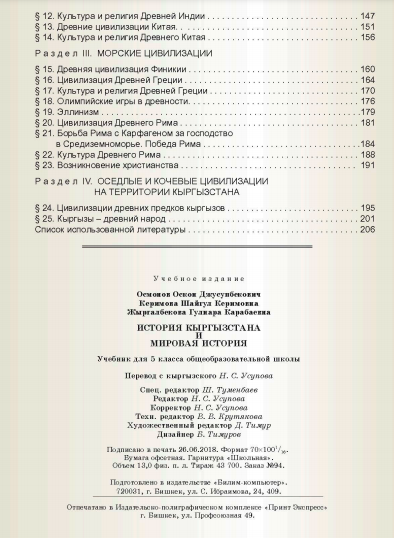 § 12. Культура и религия Древней Индии . . . . . . . . . . . . . . . . . . . . . . . . . . . . . . . . . 147
§ 13. Древние цивилизации Китая. . . . . . . . . . . . . . . . . . . . . . . . . . . . . . . . . . . . . . . 151
§ 14. Культура и религия Древнего Китая . . . . . . . . . . . . . . . . . . . . . . . . . . . . . . . . . 156
Раздел III. МОРСКИЕ ЦИВИЛИЗАЦИИ
§ 15. Древняя цивилизация Финикии . . . . . . . . . . . . . . . . . . . . . . . . . . . . . . . . . . . . . 160
§ 16. Цивилизация Древней Греции . . . . . . . . . . . . . . . . . . . . . . . . . . . . . . . . . . . . . . 164
§ 17. Культура и религия Древней Греции . . . . . . . . . . . . . . . . . . . . . . . . . . . . . . . . 170
§ 18. Олимпийские игры в древности. . . . . . . . . . . . . . . . . . . . . . . . . . . . . . . . . . . . . 176
§ 19. Эллинизм . . . . . . . . . . . . . . . . . . . . . . . . . . . . . . . . . . . . . . . . . . . . . . . . . . . . . . 179
§ 20. Цивилизация Древнего Рима . . . . . . . . . . . . . . . . . . . . . . . . . . . . . . . . . . . . . . . 181
§ 21. Борьба Рима с Карфагеном за господство
в Средиземноморье. Победа Рима . . . . . . . . . . . . . . . . . . . . . . . . . . . . . . . . . . 184
§ 22. Культура Древнего Рима . . . . . . . . . . . . . . . . . . . . . . . . . . . . . . . . . . . . . . . . . . 188
§ 23. Возникновение христианства . . . . . . . . . . . . . . . . . . . . . . . . . . . . . . . . . . . . . . 191
Раздел IV. ОСЕДЛЫЕ И КОЧЕВЫЕ ЦИВИЛИЗАЦИИ
НА ТЕРРИТОРИИ КЫРГЫЗСТАНА
§ 24. Цивилизации древних предков кыргызов . . . . . . . . . . . . . . . . . . . . . . . . . . . . 195
§ 25. Кыргызы – древний народ . . . . . . . . . . . . . . . . . . . . . . . . . . . . . . . . . . . . . . . . . 201
Список использованной литературы . . . . . . . . . . . . . . . . . . . . . . . . . . . . . . . . . . . . . 206
Учебное издание
Осмонов Оскон Джусупбекович
Керимова Шайгул Керимовна
Жыргалбекова Гулнара Карабаевна
ИСТОРИЯ КЫРГЫЗСТАНА
И
МИРОВАЯ ИСТОРИЯ
Учебник для 5 класса общеобразовательной школы
Перевод с кыргызского Н. С. Усупова
Спец. редактор Ш. Туменбаев
Редактор Н. С. Усупова
Корректор Н. С. Усупова
Техн. редактор В. В. Крутякова
Художественный редактор Д. Тимур
Дизайнер Б. Тимуров
Подписано в печать 26.06.2018. Формат 70×100¹/₁₆.
Бумага офсетная. Гарнитура «Школьная».
Объем 13,0 физ. п. л. Тираж 43 700. Заказ №94.
Подготовлено в издательстве «Билим-компьютер».
720031, г. Бишкек, ул. С. Ибраимова, 24, 409.
Отпечатано в Издательско-полиграфическом комплексе «Принт Экспресс»
г. Бишкек, ул. Профсоюзная 49.